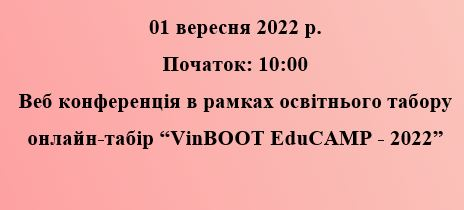 01 вересня 2022 р.
Початок: 10:00
Веб конференція в рамках освітнього табору
онлайн-табір “VinBOOT EduCAMP - 2022”